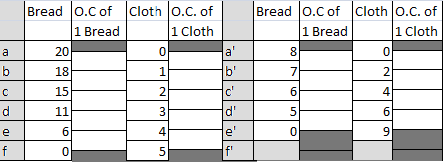 Bread O.C of 1 Bread Cloth O.C. of 1 Cloth Bread O.C of 1 Bread Cloth O.C. of 1 Cloth
a 20 0 a' 8 0
b 18 1 b' 7 2
c 15 2 c' 6 4
d 11 3 d' 5 6
e 6 4 e' 0 9
f 0 5 f'